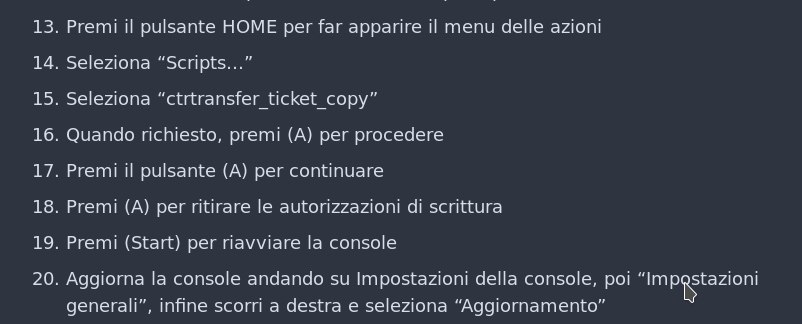 13. Premi il pulsante HOME per far apparire il menu delle azioni
14. Seleziona “Scripts...”
15. Seleziona “ctrtransfer_ticket_copy”
16. Quando richiesto, premi (A) per procedere
17. Premi il pulsante (A) per continuare
18. Premi (A) per ritirare le autorizzazioni di scrittura
19. Premi (Start) per riavviare la console
20. Aggiorna la console andando su Impostazioni della console, poi “Impostazioni
generali”, infine scorri a destra e seleziona “Aggiornamento”